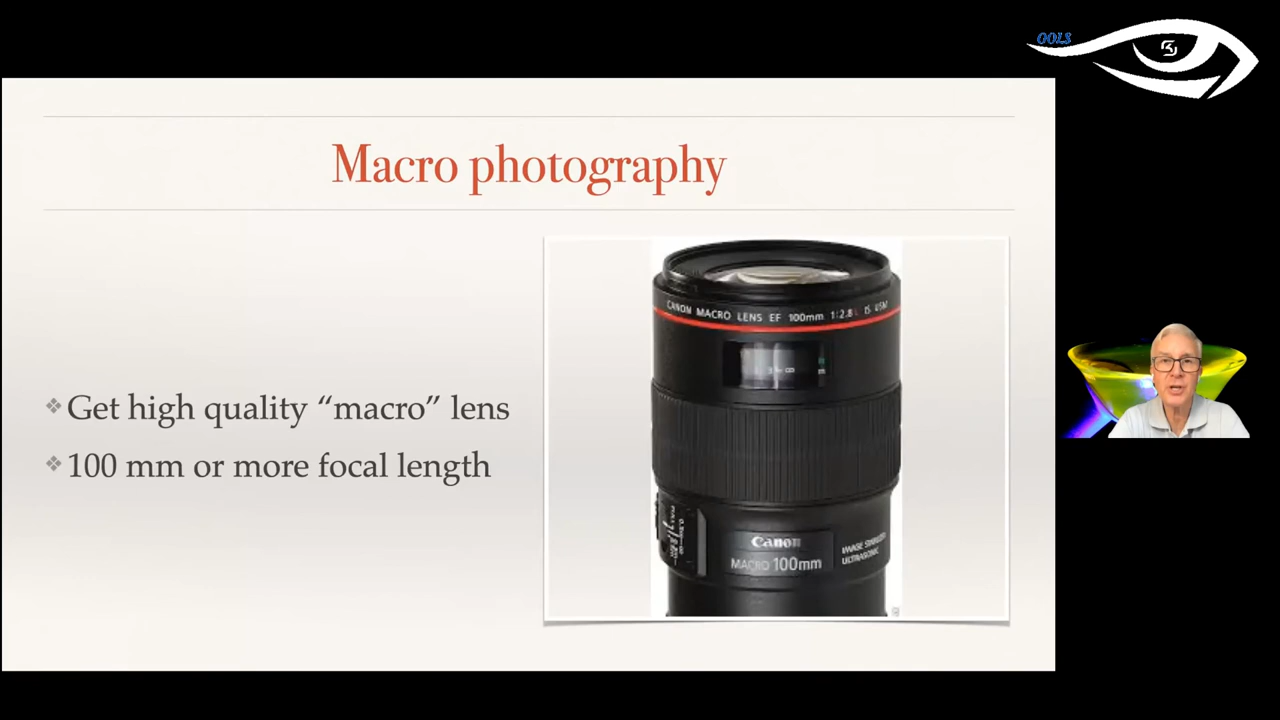 OOLS
Macro photography
❖ Get high quality “macro” lens
❖ 100 mm or more focal length
CANON MACRO LENS EF 100mm 1:2.8 L IS USM
Canon
MACRO 100mm
IMAGE STABILIZER
ULTRASONIC